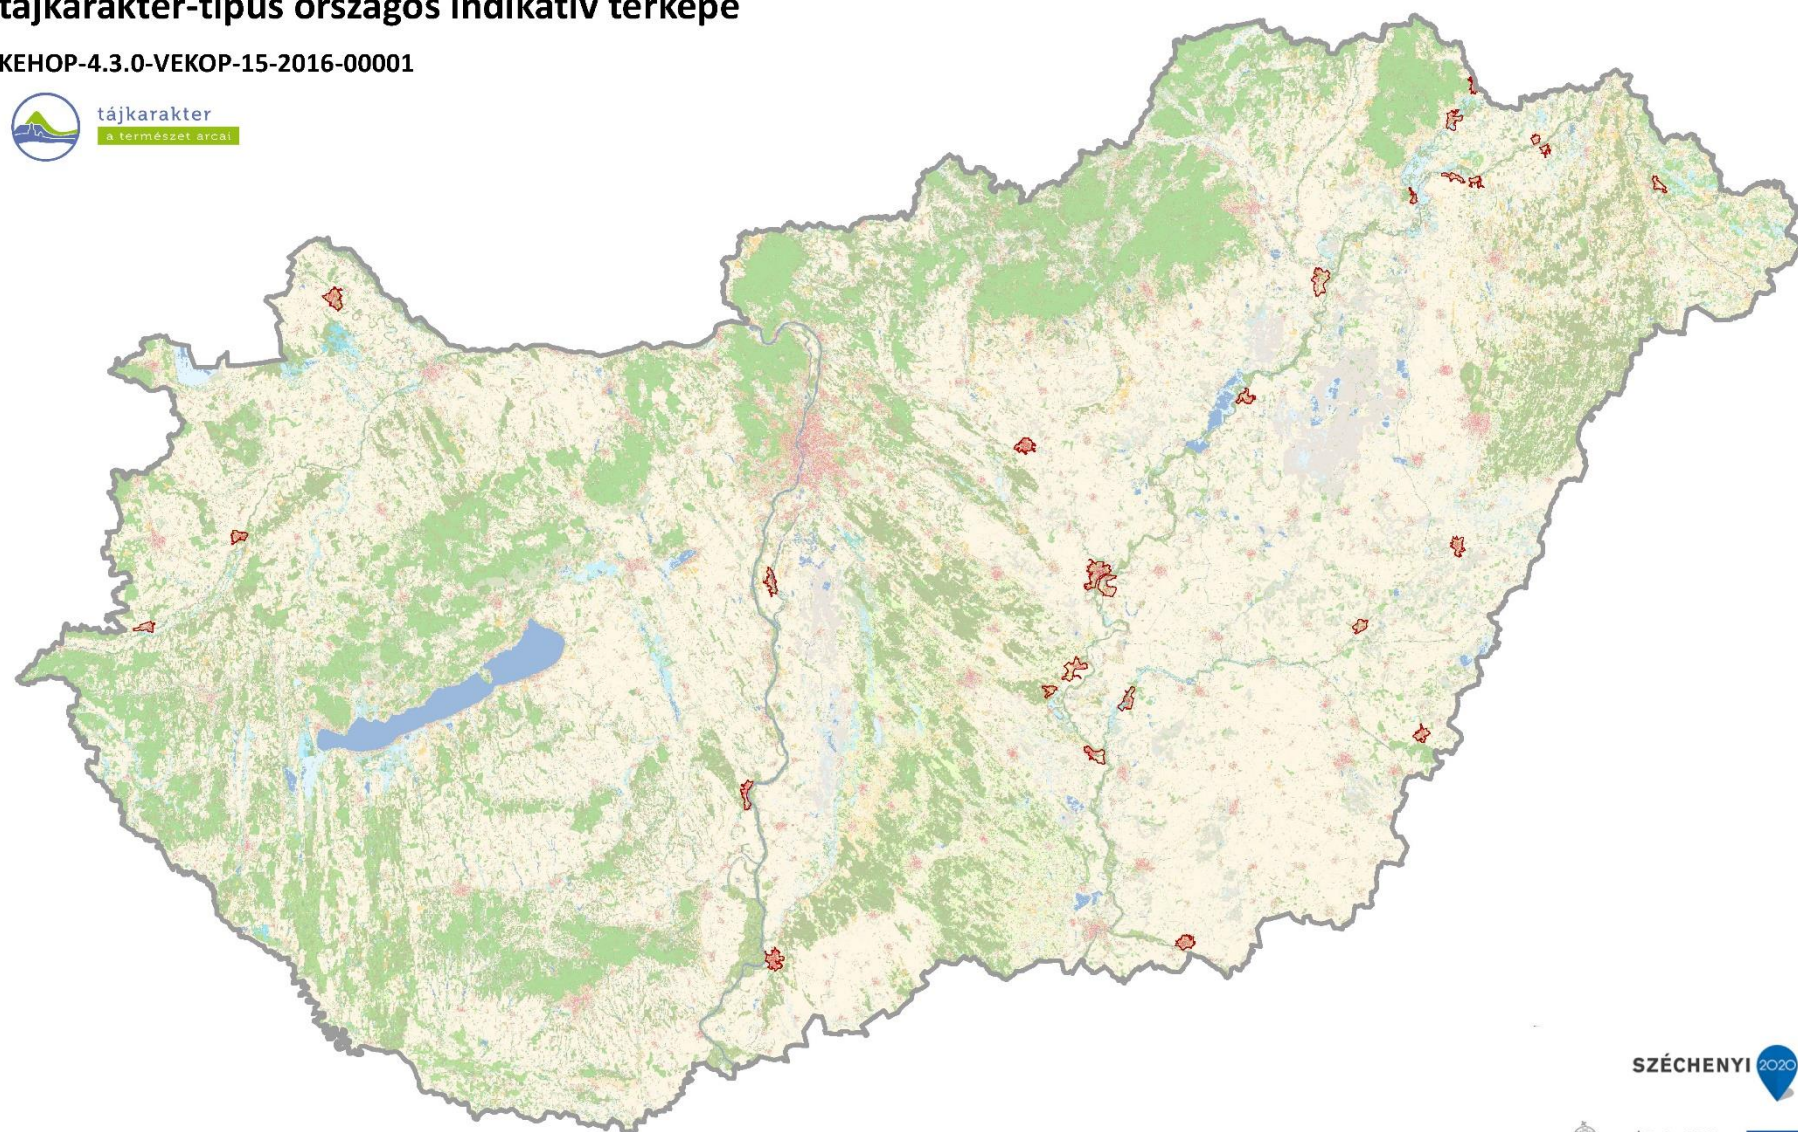 tájkarakter-típus országos indikatív térképe
KEHOP-4.3.0-VEKOP-15-2016-00001
tájkarakter
a természet arcai
SZÉCHENYI 2020